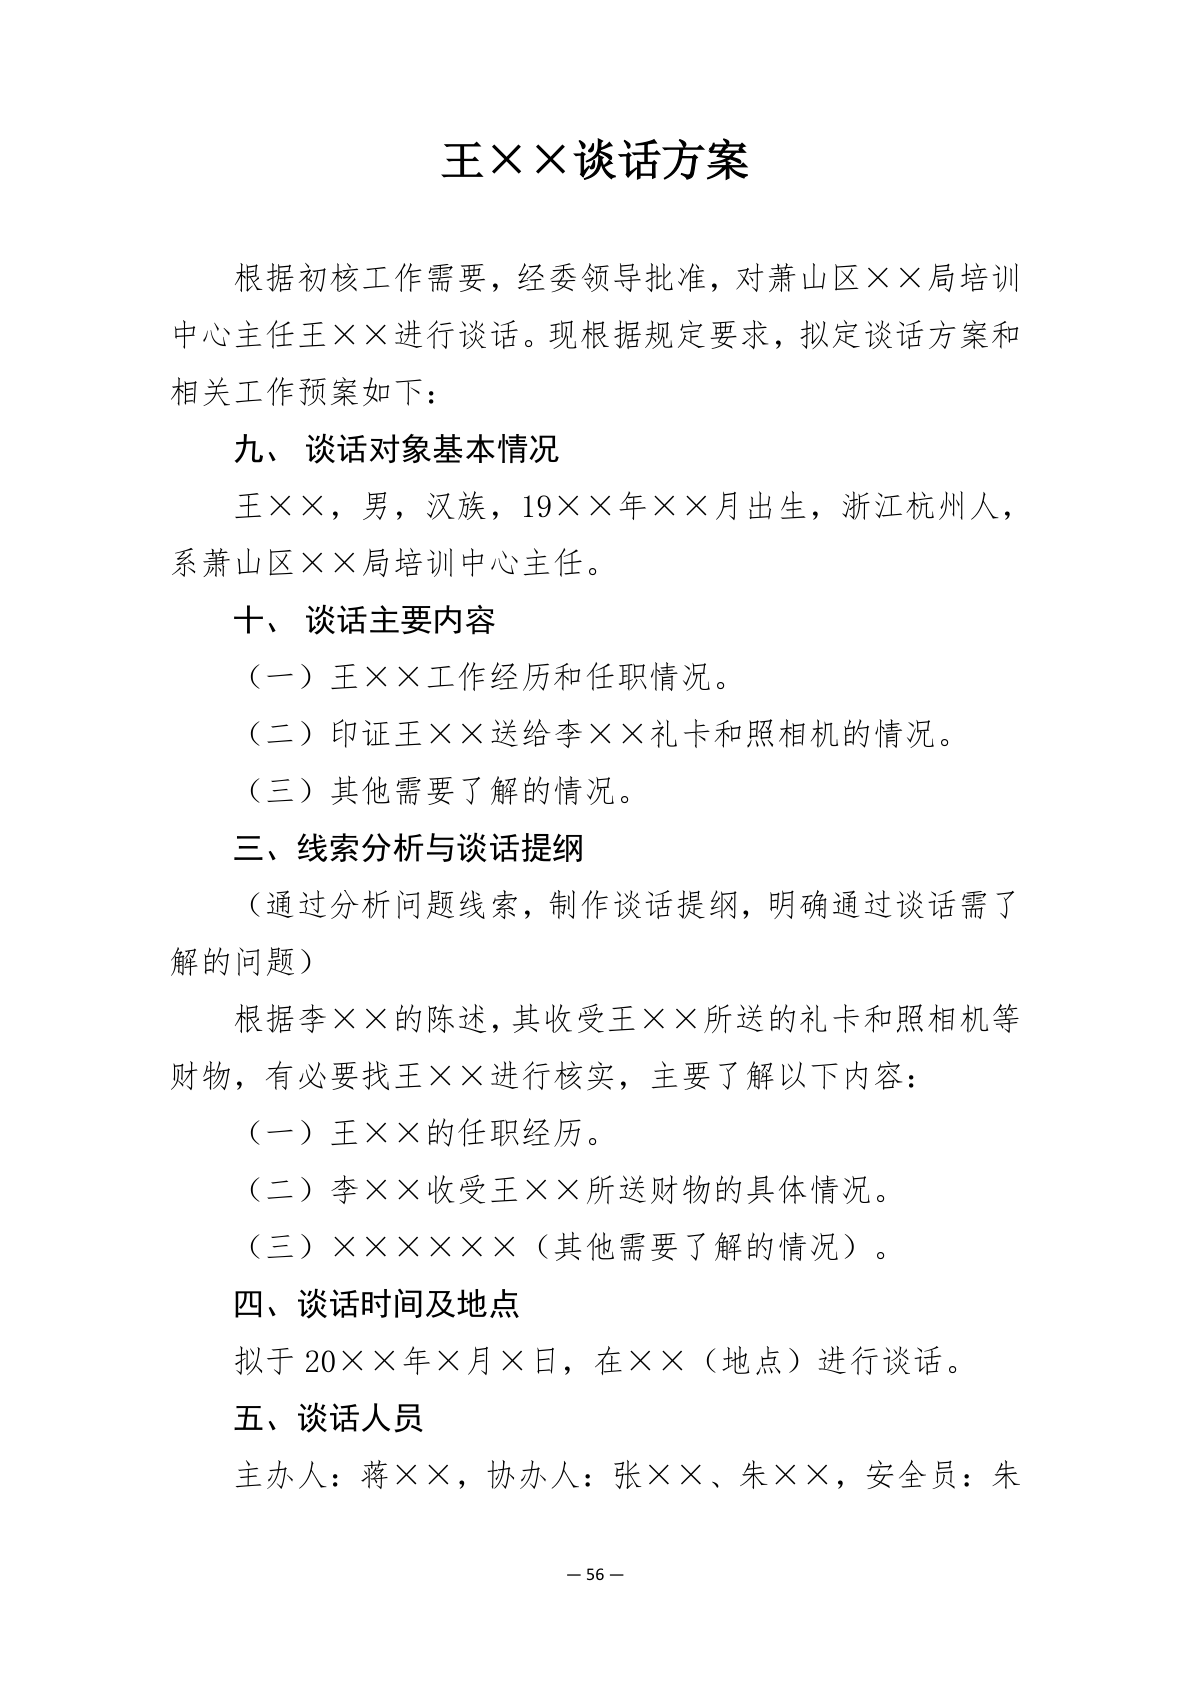 王××谈话方案
根据初核工作需要，经委领导批准，对萧山区××局培训
中心主任王××进行谈话。现根据规定要求，拟定谈话方案和
相关工作预案如下：
九、 谈话对象基本情况
王××，男，汉族，19××年××月出生，浙江杭州人，
系萧山区××局培训中心主任。
十、 谈话主要内容
（一）王××工作经历和任职情况。
（二）印证王××送给李××礼卡和照相机的情况。
（三）其他需要了解的情况。
三、线索分析与谈话提纲
（通过分析问题线索，制作谈话提纲，明确通过谈话需了
解的问题）
根据李××的陈述，其收受王××所送的礼卡和照相机等
财物，有必要找王××进行核实，主要了解以下内容：
（一）王××的任职经历。
（二）李××收受王××所送财物的具体情况。
（三）××××××（其他需要了解的情况）。
四、谈话时间及地点
拟于 20××年×月×日，在××（地点）进行谈话。
五、谈话人员
主办人：蒋××，协办人：张××、朱××，安全员：朱
— 56 —